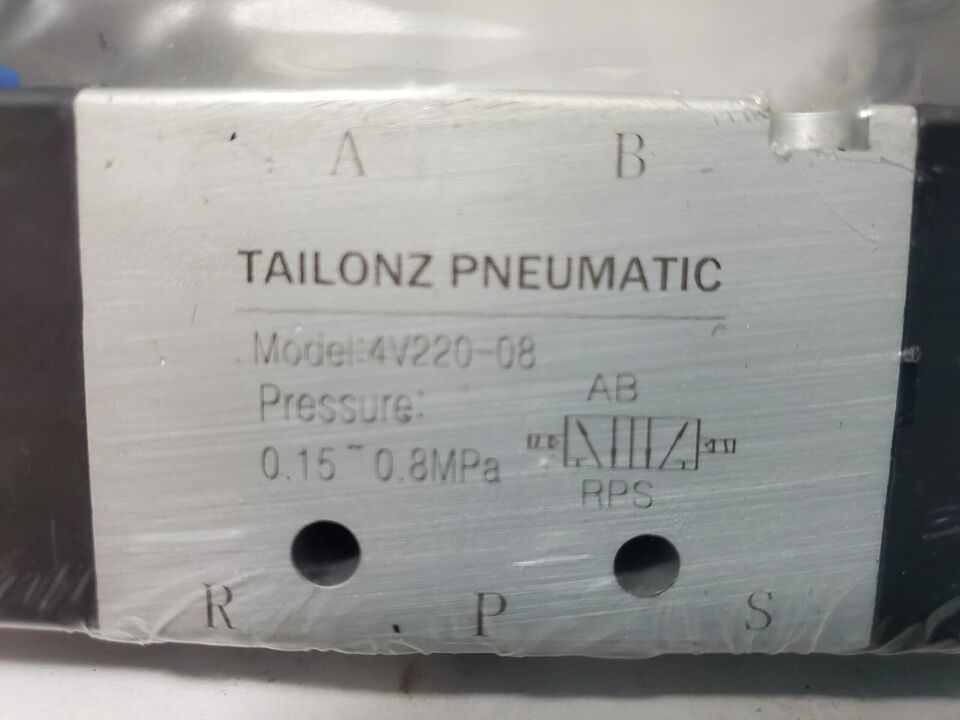 A B
TAILONZ PNEUMATIC
Model:4V220-08
Pressure:
0.15~0.8MPa
AB
RPS
R P S